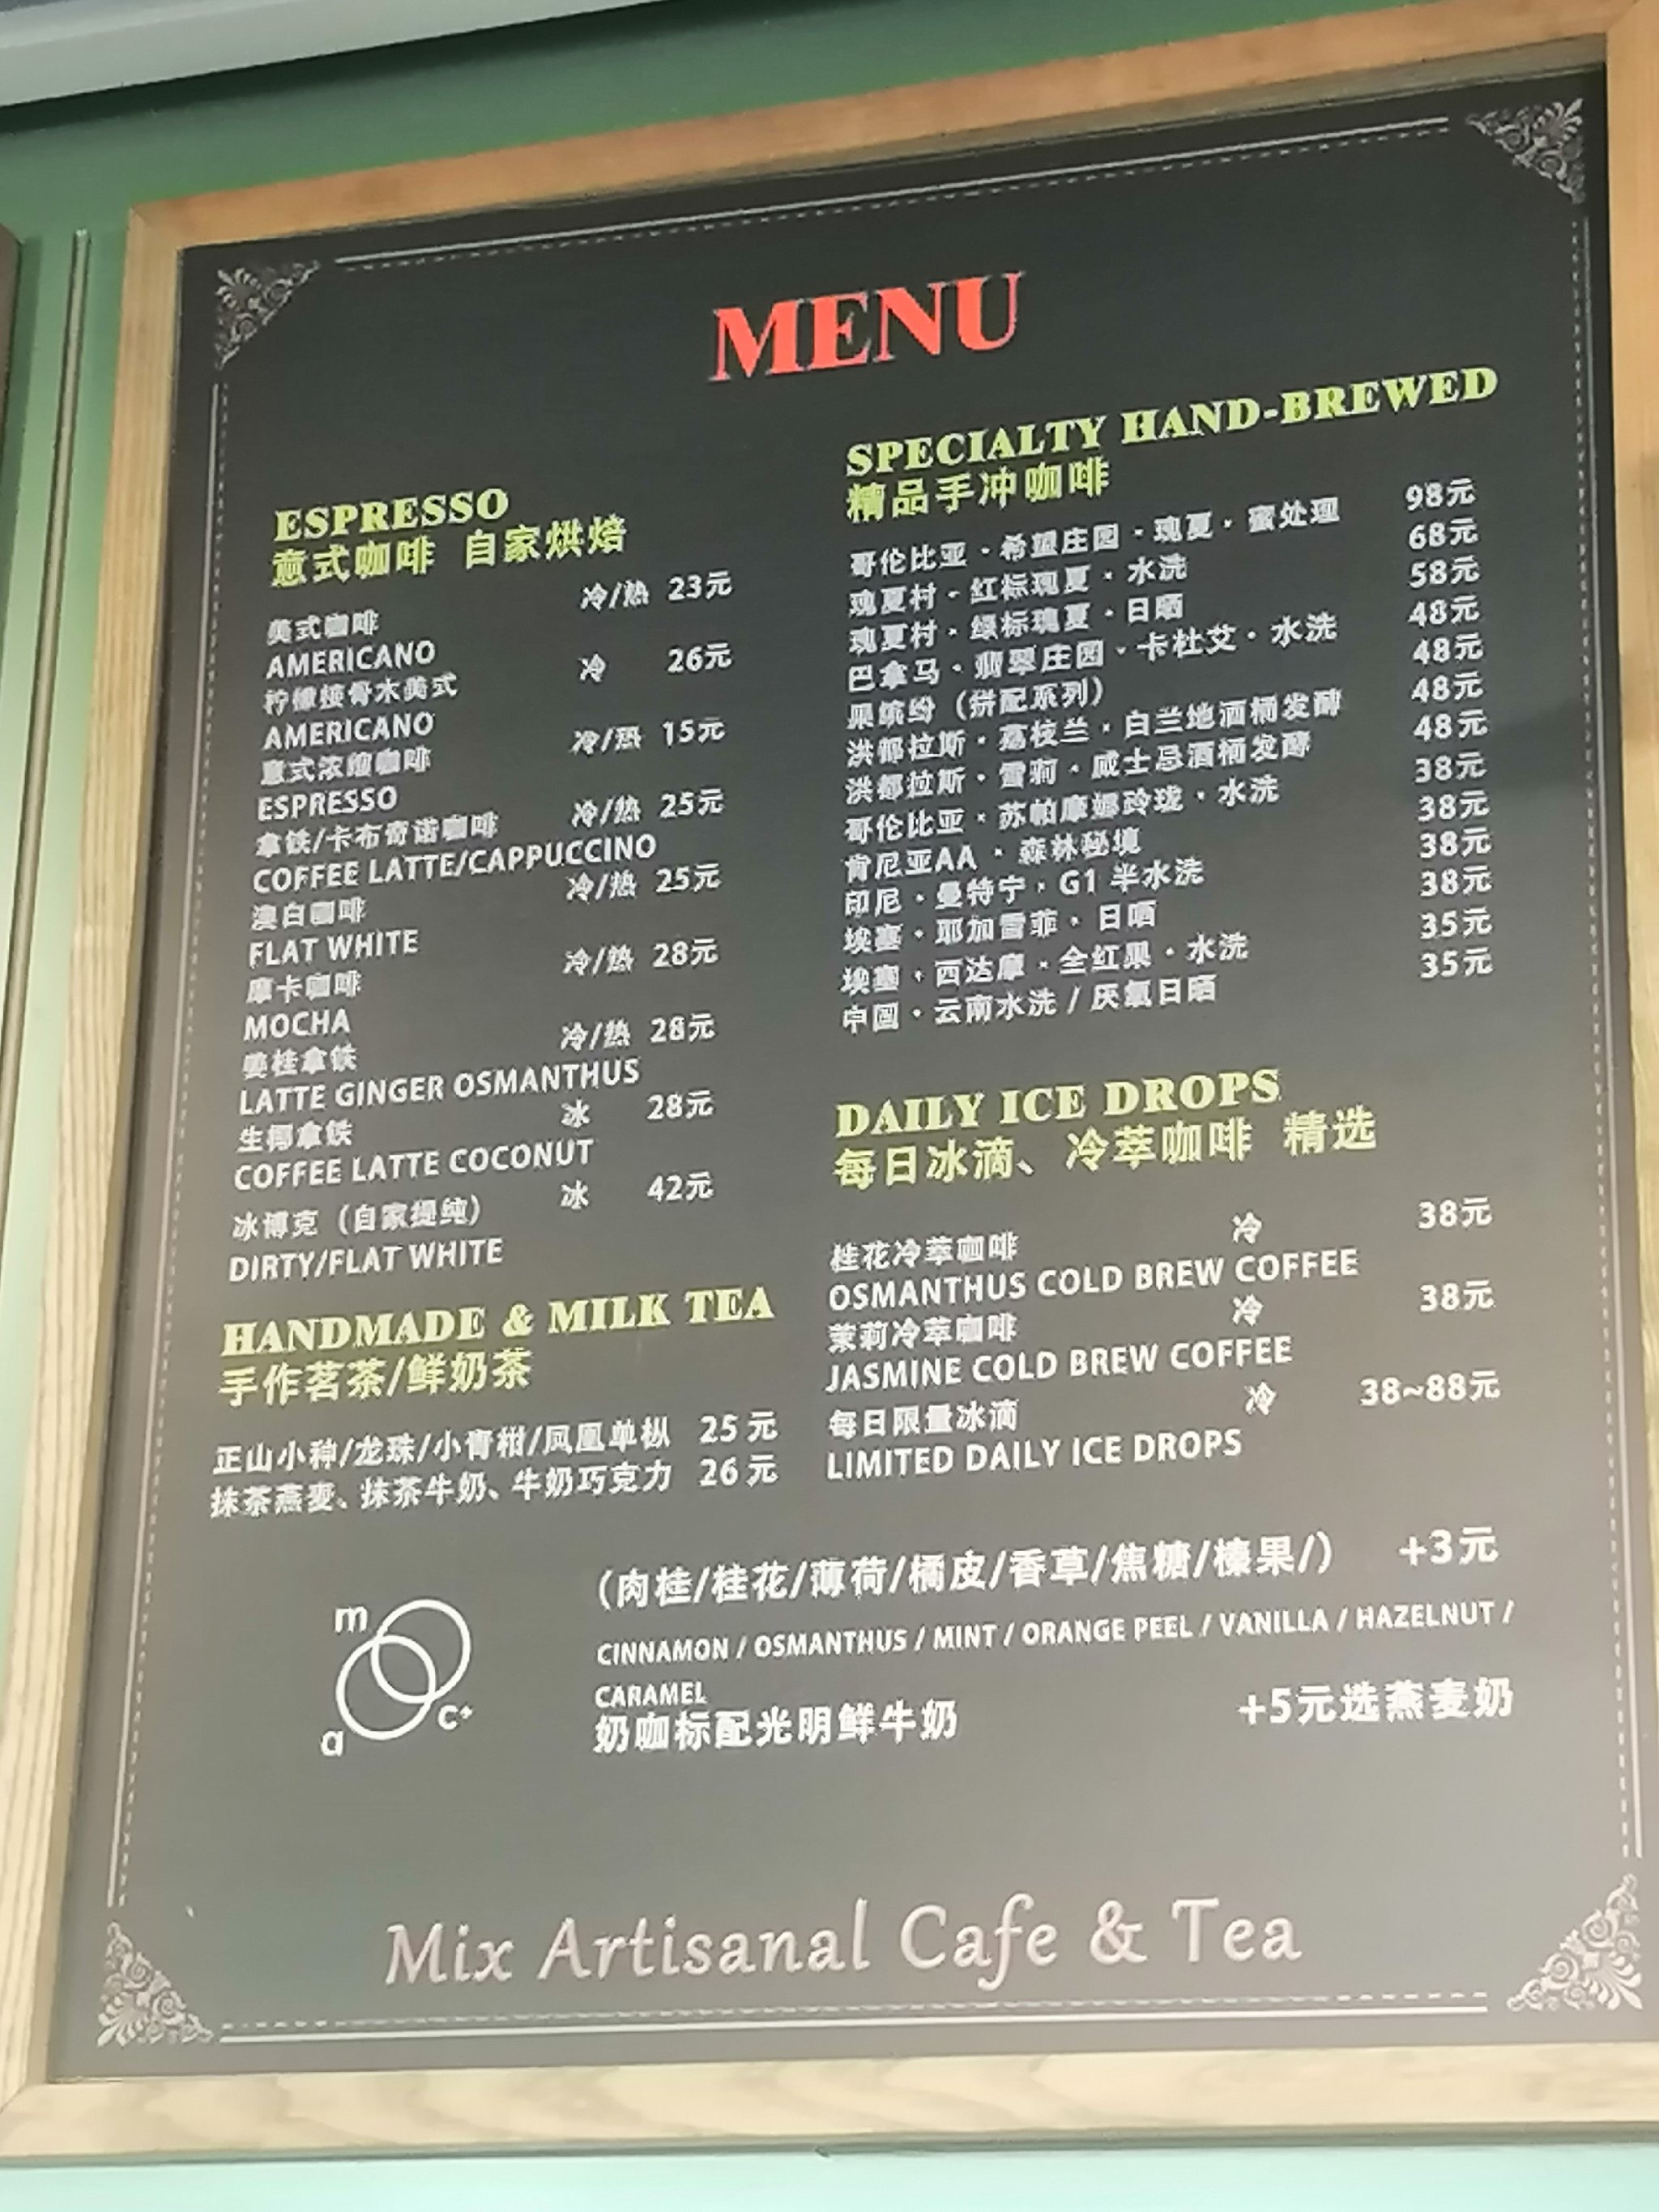 MENU
ESPRESSO
意式咖啡 自家烘焙
美式咖啡 冷/热 23元
AMERICANO
柠檬接骨木美式 冷 26元
AMERICANO
意式浓缩咖啡 冷/热 15元
ESPRESSO
拿铁/卡布奇诺咖啡 冷/热 25元
COFFEE LATTE/CAPPUCCINO
澳白咖啡 冷/热 25元
FLAT WHITE
摩卡咖啡 冷/热 28元
MOCHA
姜桂拿铁 冷/热 28元
LATTE GINGER OSMANTHUS
生椰拿铁 冰 28元
COFFEE LATTE COCONUT
冰博克（自家提纯） 冰 42元
DIRTY/FLAT WHITE
HANDMADE & MILK TEA
手作茗茶/鲜奶茶
正山小种/龙珠/小青柑/凤凰单枞 25元
抹茶燕麦、抹茶牛奶、牛奶巧克力 26元
SPECIALTY HAND-BREWED
精品手冲咖啡
哥伦比亚·希望庄园·瑰夏·蜜处理 98元
瑰夏村·红标瑰夏·水洗 68元
瑰夏村·绿标瑰夏·日晒 58元
巴拿马·翡翠庄园·卡杜艾·水洗 48元
果缤纷（拼配系列） 48元
洪都拉斯·荔枝兰·白兰地酒桶发酵 48元
洪都拉斯·雪莉·威士忌酒桶发酵 48元
哥伦比亚·苏帕摩娜玲珑·水洗 38元
肯尼亚AA·森林秘境 38元
印尼·曼特宁·G1 半水洗 38元
埃塞·耶加雪菲·日晒 38元
埃塞·西达摩·全红果·水洗 35元
中国·云南水洗 / 厌氧日晒 35元
DAILY ICE DROPS
每日冰滴、冷萃咖啡 精选
桂花冷萃咖啡 冷 38元
OSMANTHUS COLD BREW COFFEE
茉莉冷萃咖啡 冷 38元
JASMINE COLD BREW COFFEE
每日限量冰滴 冷 38~88元
LIMITED DAILY ICE DROPS
（肉桂/桂花/薄荷/橘皮/香草/焦糖/榛果/） +3元
CINNAMON / OSMANTHUS / MINT / ORANGE PEEL / VANILLA / HAZELNUT /
CARAMEL
奶咖标配光明鲜牛奶 +5元选燕麦奶
m
a
c+
Mix Artisanal Cafe & Tea